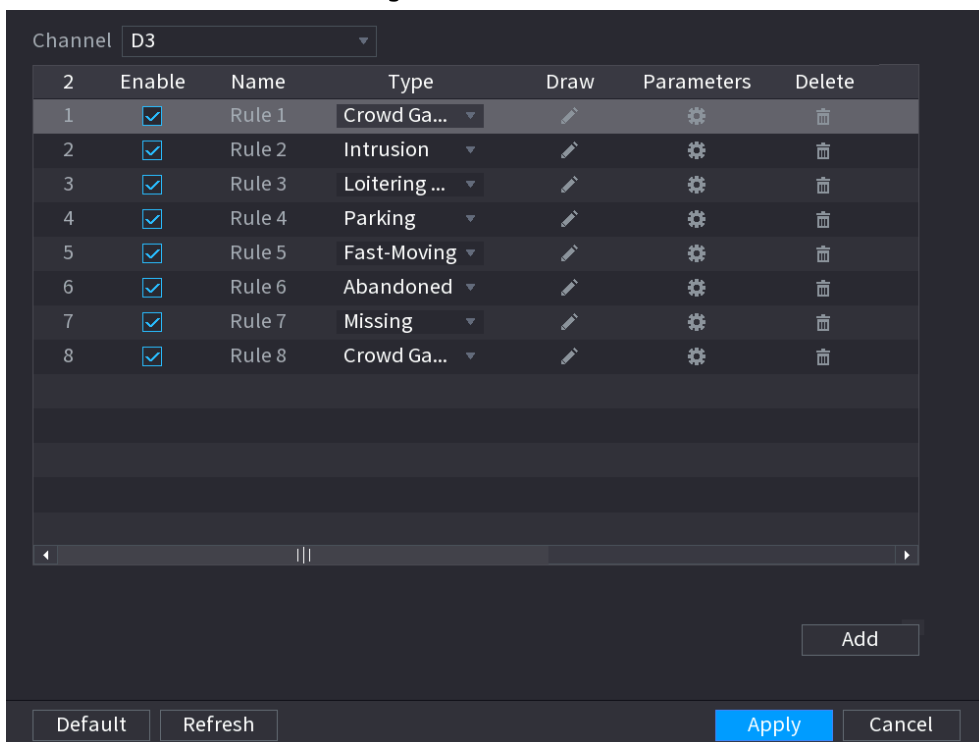 Channel D3
2 Enable Name Type Draw Parameters Delete
1 Rule 1 Crowd Ga...
2 Rule 2 Intrusion
3 Rule 3 Loitering ...
4 Rule 4 Parking
5 Rule 5 Fast-Moving
6 Rule 6 Abandoned
7 Rule 7 Missing
8 Rule 8 Crowd Ga...
Add
Default Refresh Apply Cancel